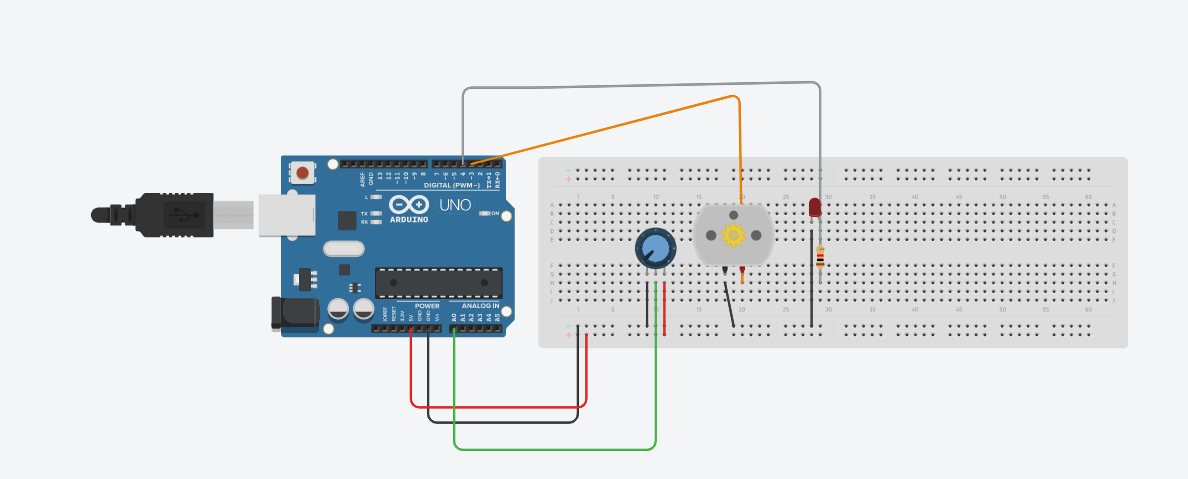 1 5 10 15 20 25 30 35 40 45 50 55 60
AREF GND 13 12 ~11 ~10 ~9 8 7 ~6 ~5 4 ~3 2 TX→1 RX←0
DIGITAL (PWM~)
L
TX
RX
ARDUINO
UNO
ON
A
B
C
D
E
F
G
H
I
J
POWER
ANALOG IN
IOREF RESET 3.3V 5V GND GND Vin A0 A1 A2 A3 A4 A5
1 5 10 15 20 25 30 35 40 45 50 55 60